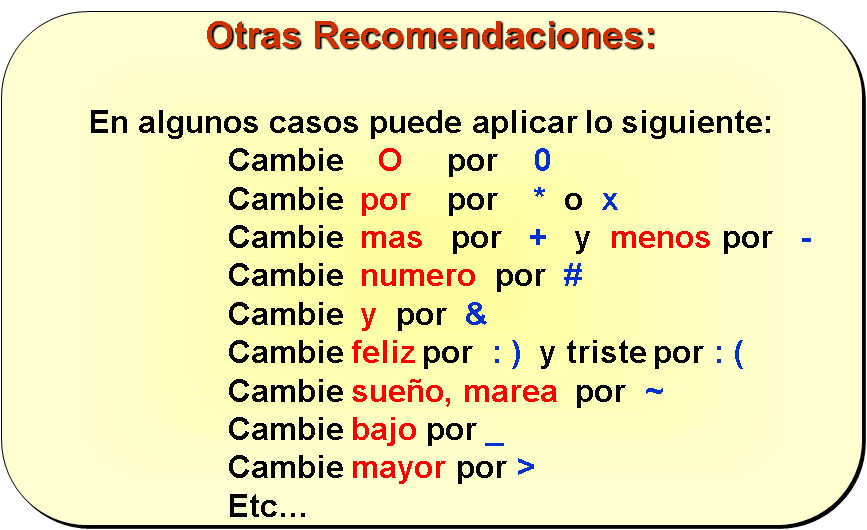 Otras Recomendaciones:
En algunos casos puede aplicar lo siguiente:
Cambie O por 0
Cambie por por * o x
Cambie mas por + y menos por -
Cambie numero por #
Cambie y por &
Cambie feliz por : ) y triste por : (
Cambie sueño, marea por ~
Cambie bajo por _
Cambie mayor por >
Etc...